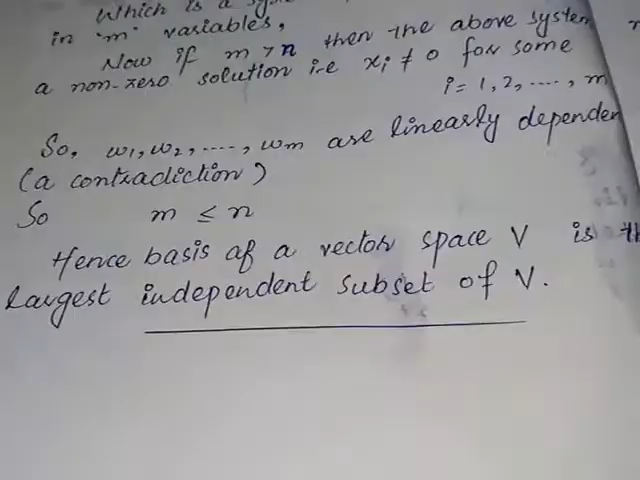 Which is a
in 'm' variables,
Now if m > n then the above system
a non-zero solution i.e xi ≠ 0 for some
i = 1, 2, ....., m
So, w1, w2, ....., wm are linearly dependen
(a contradiction)
So m ≤ n
Hence basis of a vector space V is th
largest independent subset of V.